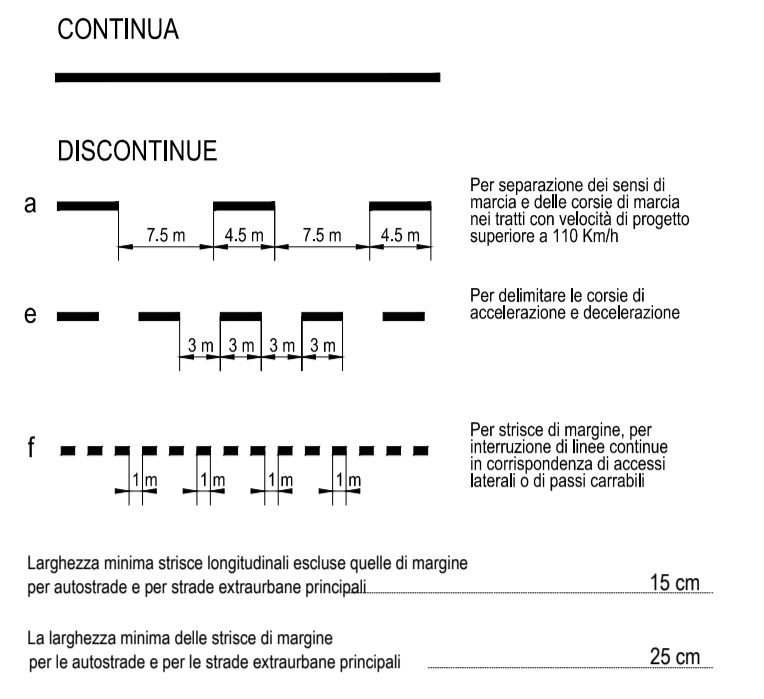 CONTINUA
DISCONTINUE
a
7.5 m 4.5 m 7.5 m 4.5 m
Per separazione dei sensi di
marcia e delle corsie di marcia
nei tratti con velocità di progetto
superiore a 110 Km/h
e
3 m 3 m 3 m 3 m
Per delimitare le corsie di
accelerazione e decelerazione
f
1 m 1 m 1 m 1 m
Per strisce di margine, per
interruzione di linee continue
in corrispondenza di accessi
laterali o di passi carrabili
Larghezza minima strisce longitudinali escluse quelle di margine
per autostrade e per strade extraurbane principali 15 cm
La larghezza minima delle strisce di margine
per le autostrade e per le strade extraurbane principali 25 cm